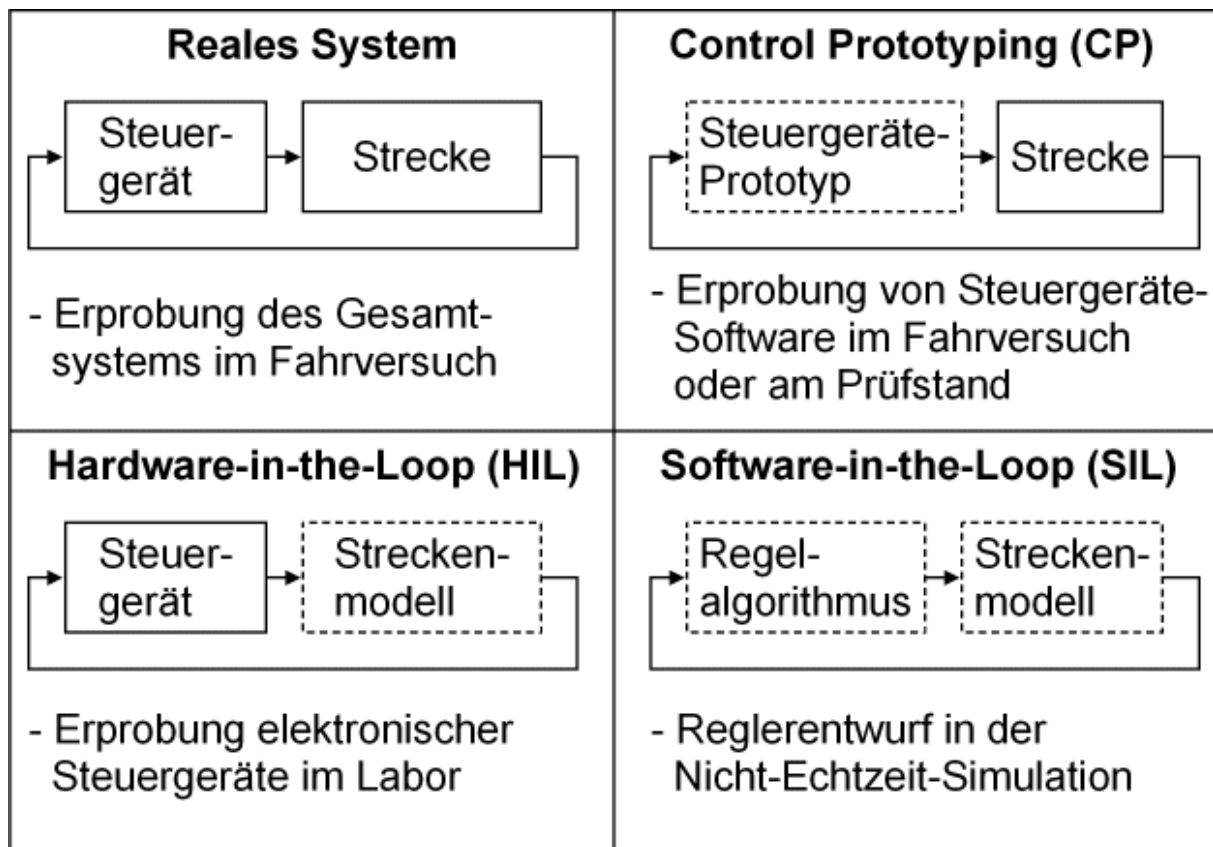 Reales System
Steuer-
gerät
Strecke
- Erprobung des Gesamt-
systems im Fahrversuch
Control Prototyping (CP)
Steuergeräte-
Prototyp
Strecke
- Erprobung von Steuergeräte-
Software im Fahrversuch
oder am Prüfstand
Hardware-in-the-Loop (HIL)
Steuer-
gerät
Strecken-
modell
- Erprobung elektronischer
Steuergeräte im Labor
Software-in-the-Loop (SIL)
Regel-
algorithmus
Strecken-
modell
- Reglerentwurf in der
Nicht-Echtzeit-Simulation